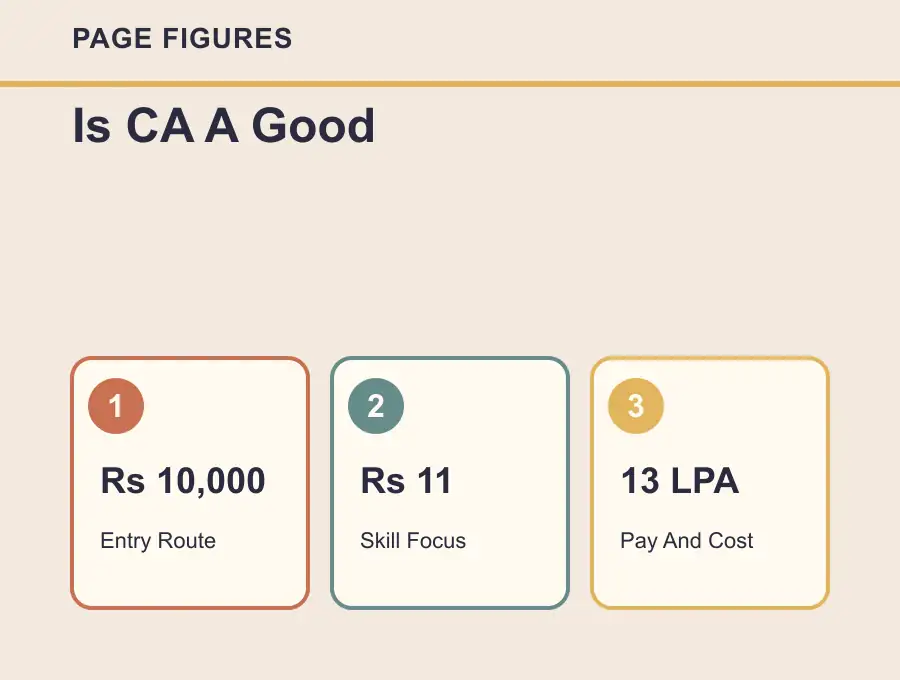 PAGE FIGURES
Is CA A Good
1
Rs 10,000
Entry Route
2
Rs 11
Skill Focus
3
13 LPA
Pay And Cost